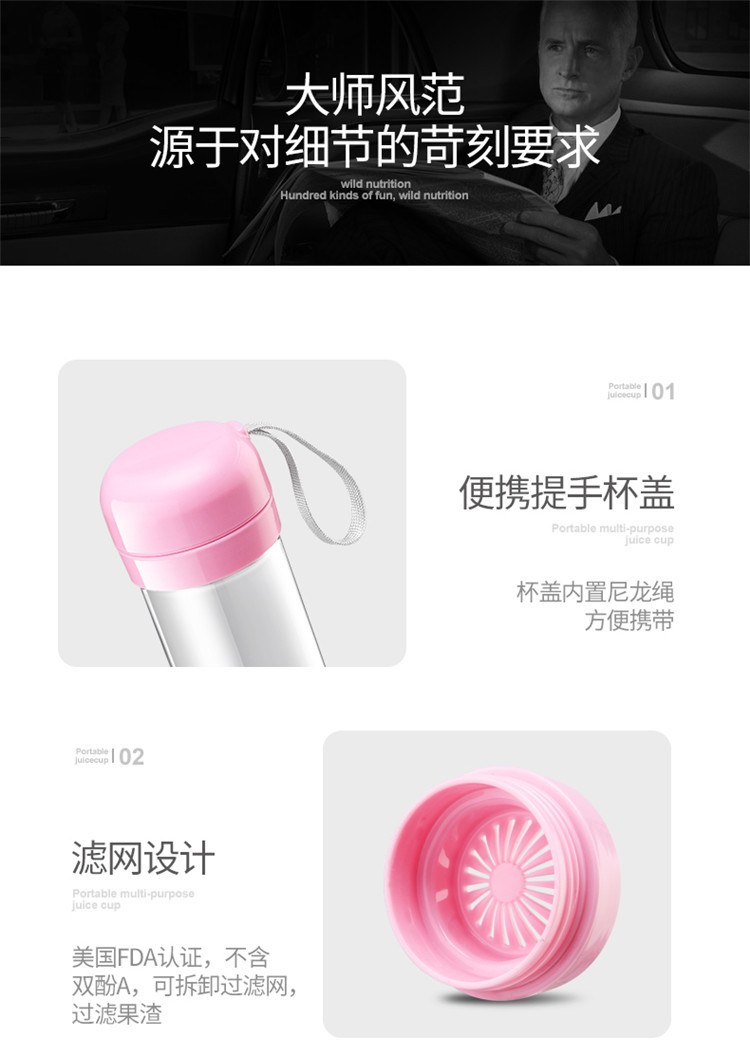 大师风范
源于对细节的苛刻要求
wild nutrition
Hundred kinds of fun, wild nutrition
Portable
juicecup
01
便携提手杯盖
Portable multi-purpose
juice cup
杯盖内置尼龙绳
方便携带
Portable
juicecup
02
滤网设计
Portable multi-purpose
juice cup
美国FDA认证，不含
双酚A，可拆卸过滤网，
过滤果渣